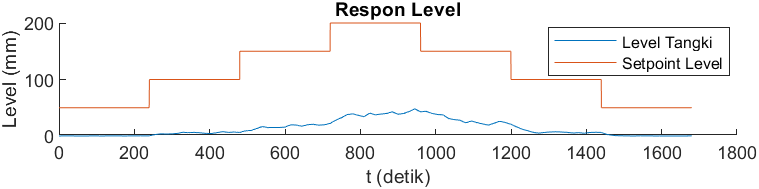 Respon Level
Level (mm)
200
100
0
Level Tangki
Setpoint Level
0 200 400 600 800 1000 1200 1400 1600 1800
t (detik)